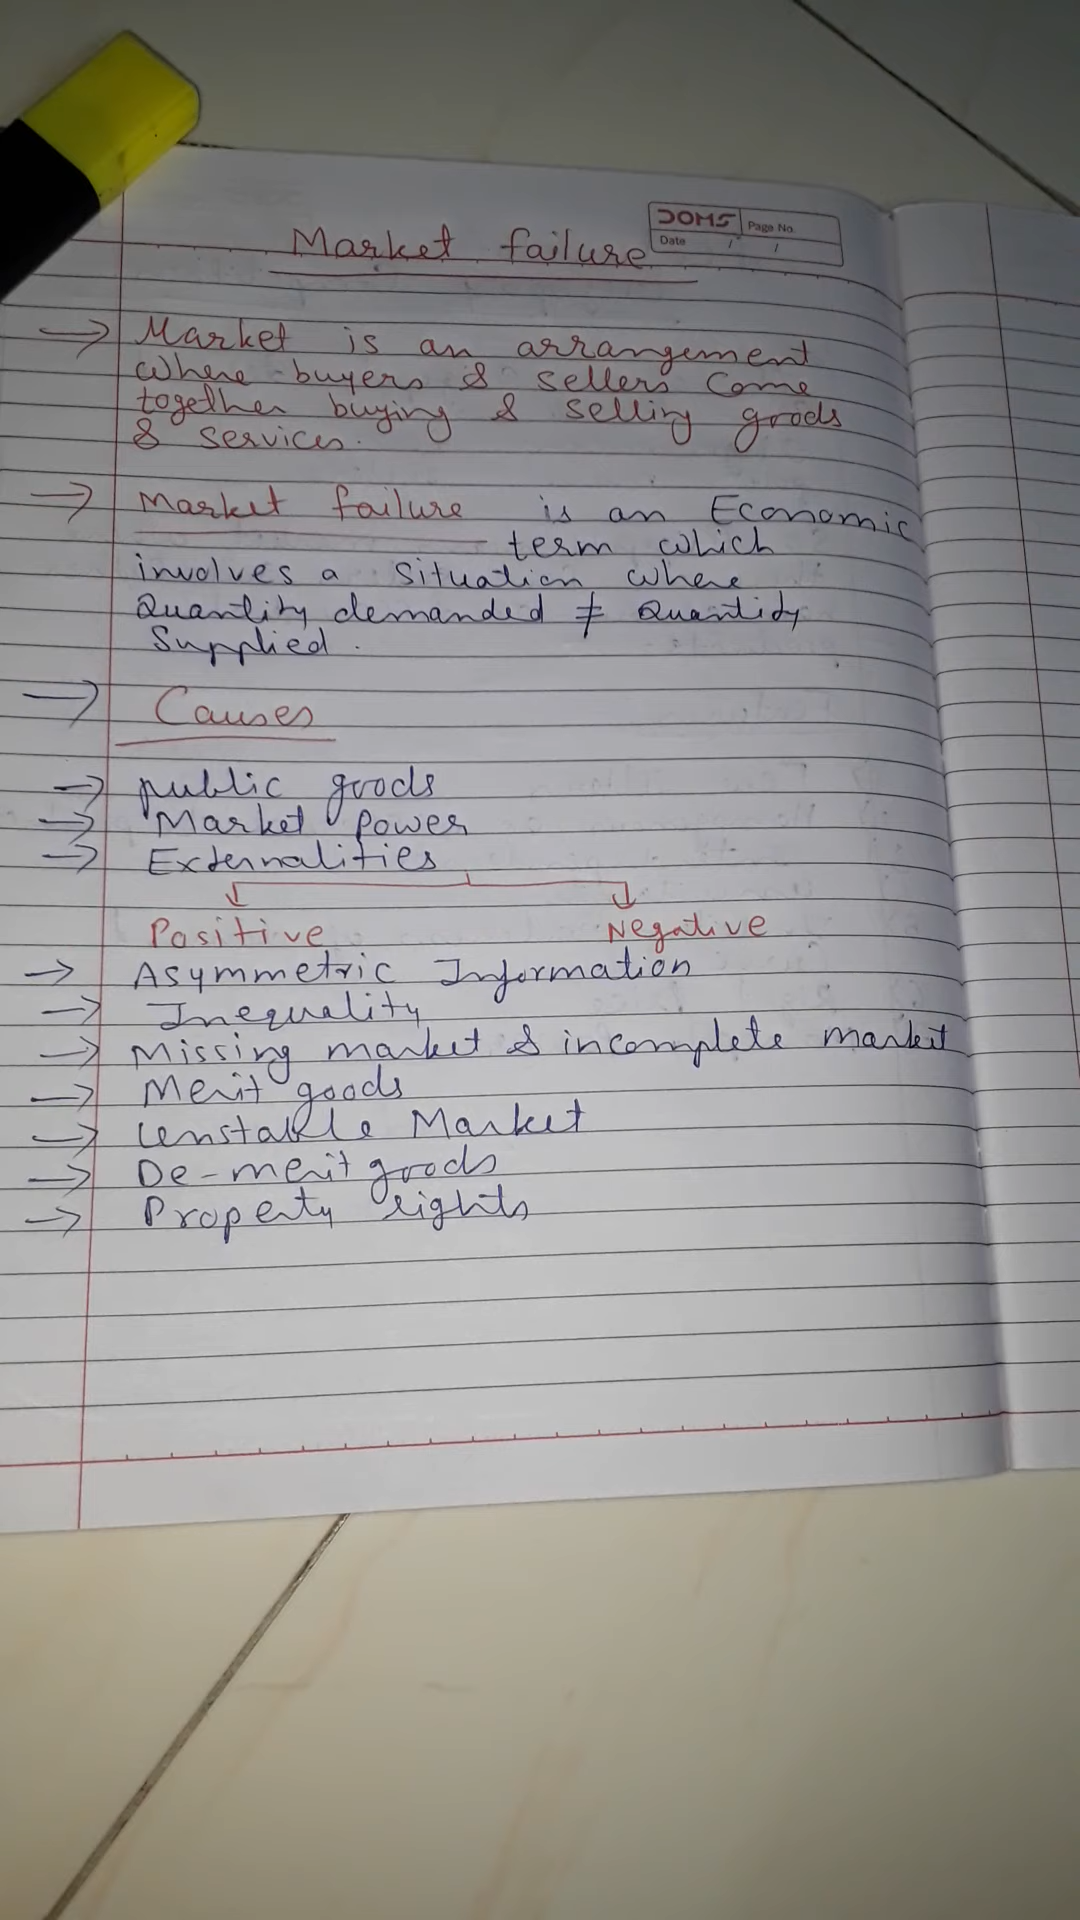 DOMS
Page No.
Date / /
Market failure
→ Market is an arrangement
where buyers & sellers come
together buying & selling goods
& services.
→ Market failure is an Economic
term which
involves a situation where
Quantity demanded ≠ Quantity
Supplied.
→ Causes
→ public goods
→ Market power
→ Externalities
Positive Negative
→ Asymmetric Information
→ Inequality
→ Missing market & incomplete market
→ Merit goods
→ Unstable Market
→ De-merit goods
→ Property rights